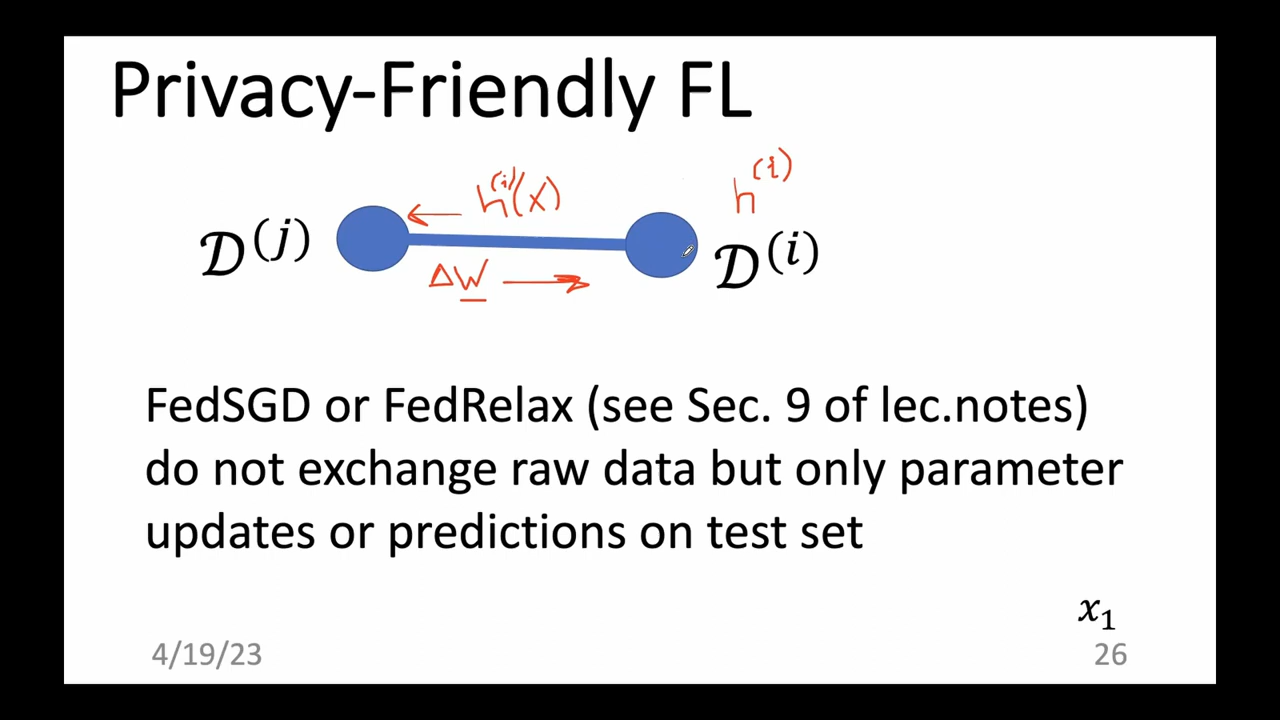 Privacy-Friendly FL
h⁽ⁱ⁾(x)
h⁽ⁱ⁾
𝒟⁽ʲ⁾
𝒟⁽ⁱ⁾
Δw
FedSGD or FedRelax (see Sec. 9 of lec.notes)
do not exchange raw data but only parameter
updates or predictions on test set
x₁
4/19/23
26